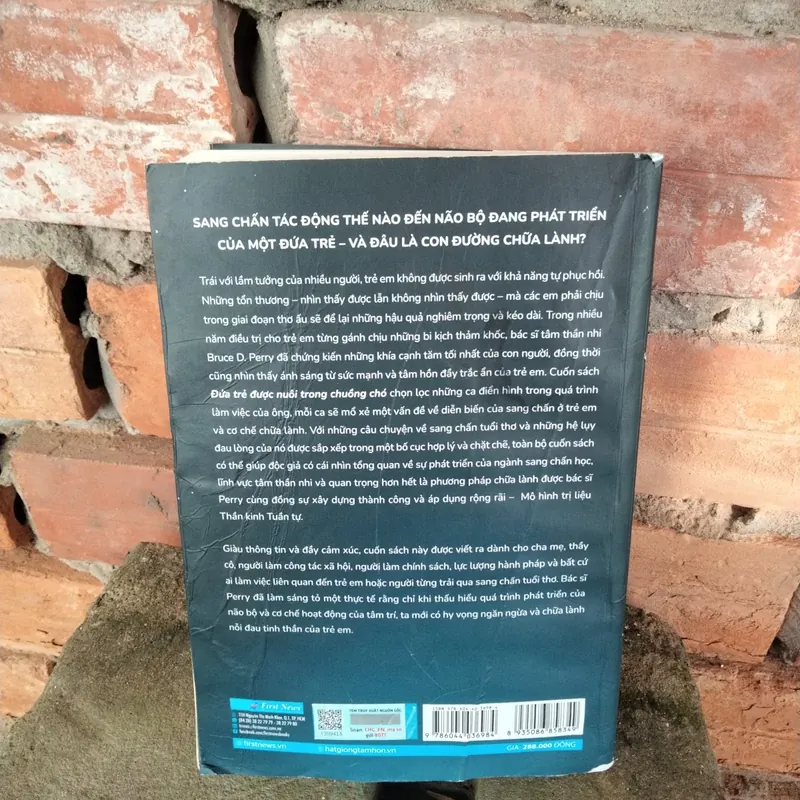 SANG CHẤN TÁC ĐỘNG THẾ NÀO ĐẾN NÃO BỘ ĐANG PHÁT TRIỂN
CỦA MỘT ĐỨA TRẺ – VÀ ĐÂU LÀ CON ĐƯỜNG CHỮA LÀNH?
Trái với lầm tưởng của nhiều người, trẻ em không được sinh ra với khả năng tự phục hồi.
Những tổn thương – nhìn thấy được lẫn không nhìn thấy được – mà các em phải chịu
trong giai đoạn thơ ấu sẽ để lại những hậu quả nghiêm trọng và kéo dài. Trong nhiều
năm điều trị cho trẻ em từng gánh chịu những bi kịch thảm khốc, bác sĩ tâm thần nhi
Bruce D. Perry đã chứng kiến những khía cạnh tăm tối nhất của con người, đồng thời
cũng nhìn thấy ánh sáng từ sức mạnh và tâm hồn đầy trắc ẩn của trẻ em. Cuốn sách
Đứa trẻ được nuôi trong chuồng chó chọn lọc những ca điển hình trong quá trình
làm việc của ông, mỗi ca sẽ mổ xẻ một vấn đề về diễn biến của sang chấn ở trẻ em
và cơ chế chữa lành. Với những câu chuyện về sang chấn tuổi thơ và những hệ lụy
đau lòng của nó được sắp xếp trong một bố cục hợp lý và chặt chẽ, toàn bộ cuốn sách
có thể giúp độc giả có cái nhìn tổng quan về sự phát triển của ngành sang chấn học,
lĩnh vực tâm thần nhi và quan trọng hơn hết là phương pháp chữa lành được bác sĩ
Perry cùng đồng sự xây dựng thành công và áp dụng rộng rãi – Mô hình trị liệu
Thần kinh Tuần tự.
Giàu thông tin và đầy cảm xúc, cuốn sách này được viết ra dành cho cha mẹ, thầy
cô, người làm công tác xã hội, người làm chính sách, lực lượng hành pháp và bất cứ
ai làm việc liên quan đến trẻ em hoặc người từng trải qua sang chấn tuổi thơ. Bác sĩ
Perry đã làm sáng tỏ một thực tế rằng chỉ khi thấu hiểu quá trình phát triển của
não bộ và cơ chế hoạt động của tâm trí, ta mới có hy vọng ngăn ngừa và chữa lành
nỗi đau tinh thần của trẻ em.
First News
firstnews.vn
TEM TRUY XUẤT NGUỒN GỐC
hatgiongtamhon.vn
9 786044 036984
8 935086 858349
GIÁ: 286.000 ĐỒNG